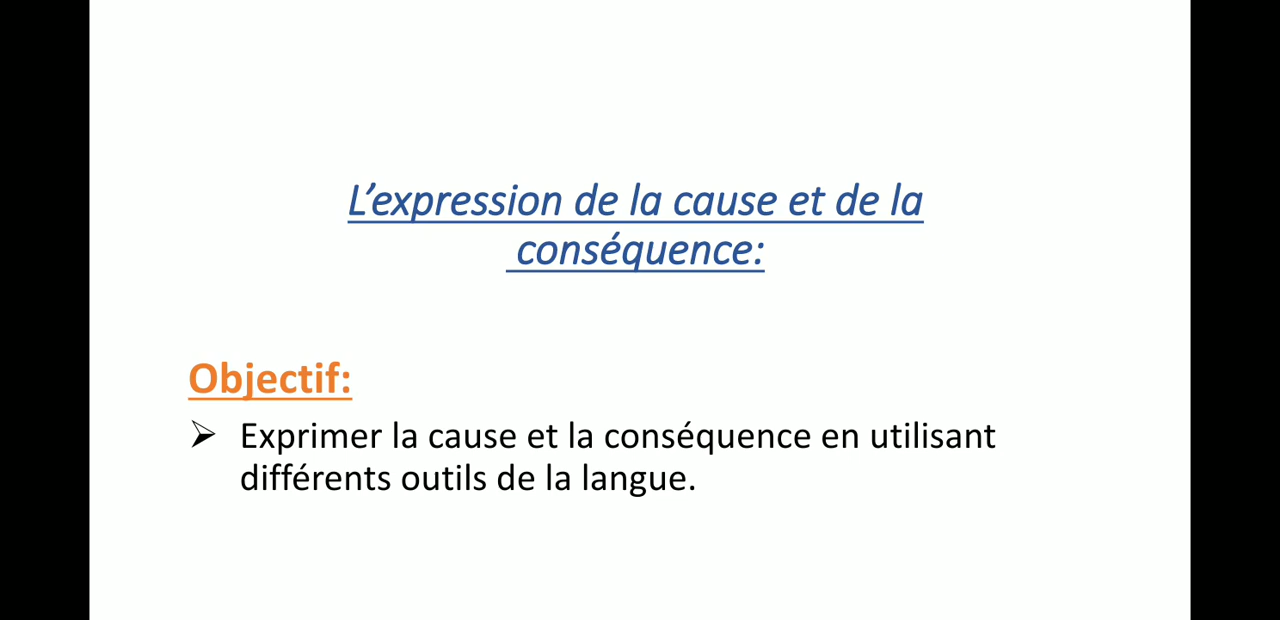 L’expression de la cause et de la
conséquence:
Objectif:
➢ Exprimer la cause et la conséquence en utilisant
différents outils de la langue.